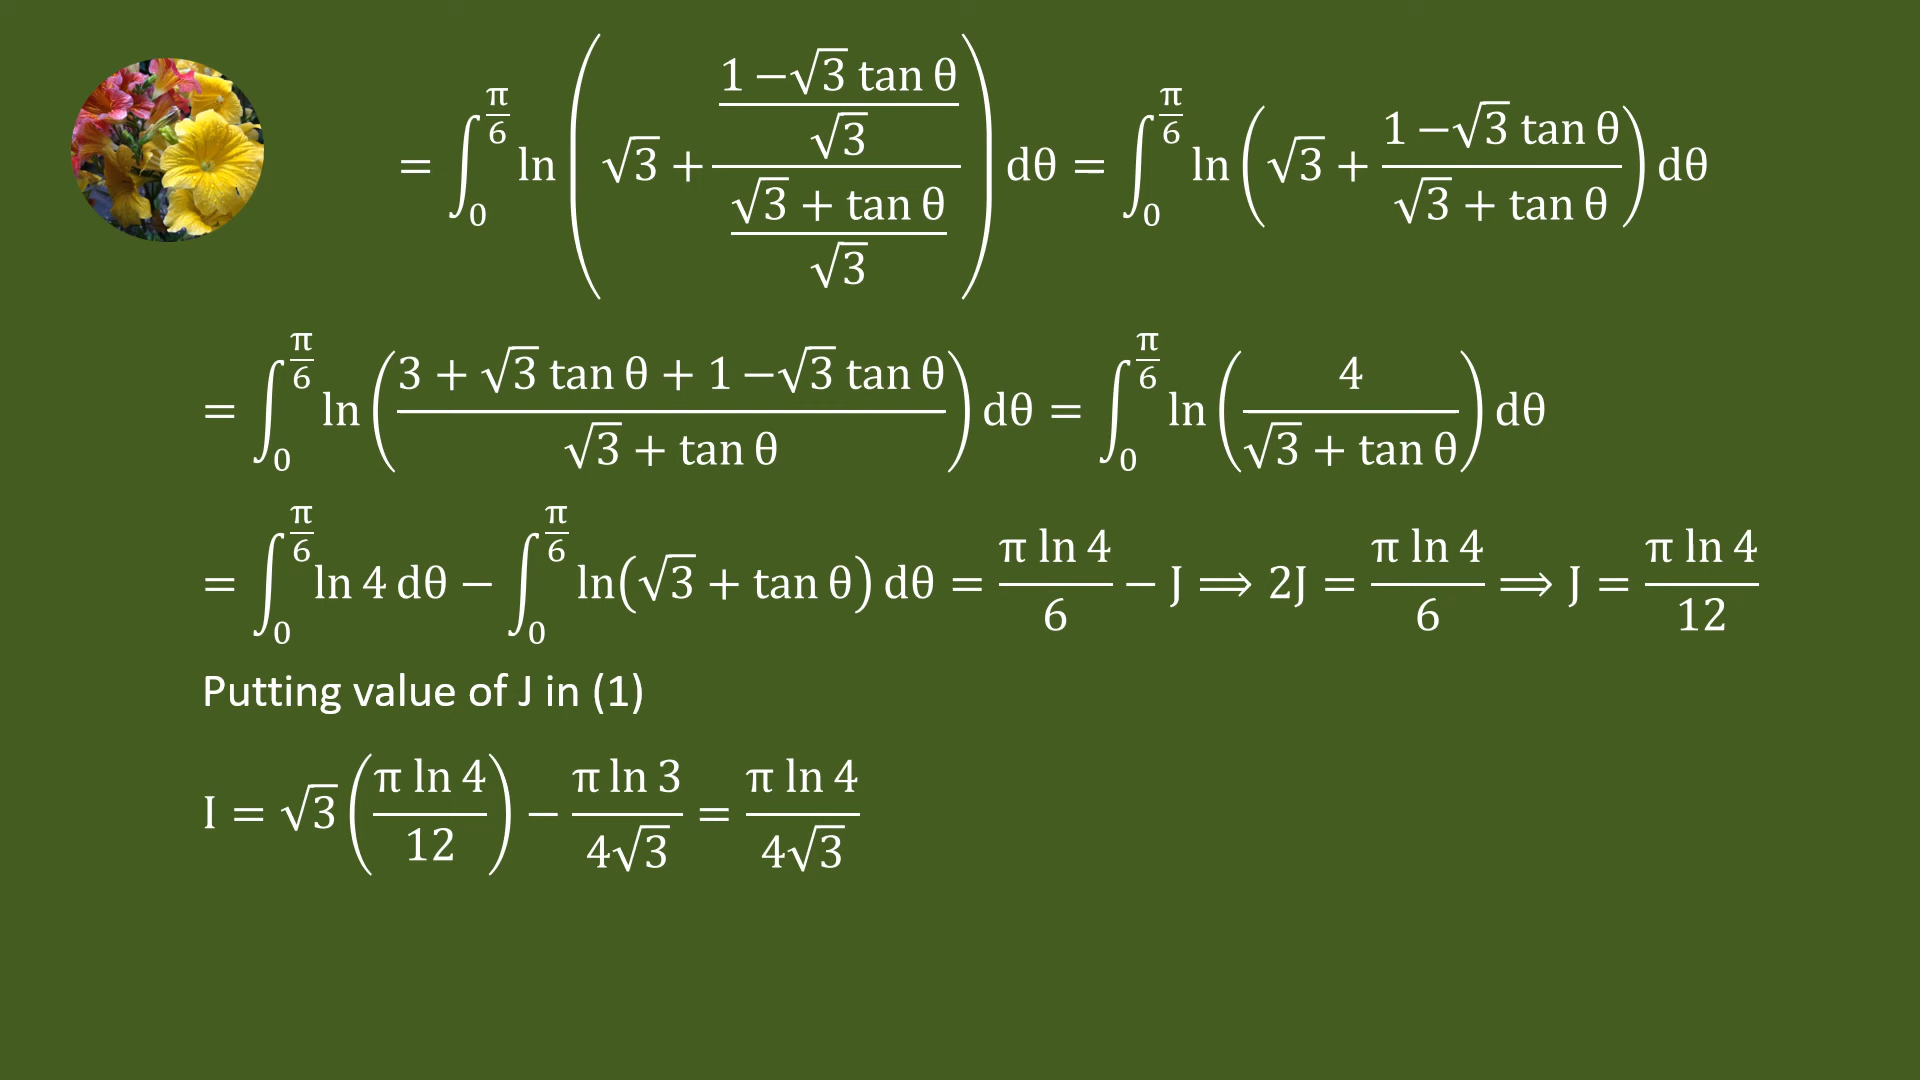 = ∫₀^(π/6) ln(√3 + ((1 −√3 tan θ)/√3)/((√3 + tan θ)/√3)) dθ = ∫₀^(π/6) ln(√3 + (1 −√3 tan θ)/(√3 + tan θ)) dθ
= ∫₀^(π/6) ln((3 + √3 tan θ + 1 −√3 tan θ)/(√3 + tan θ)) dθ = ∫₀^(π/6) ln(4/(√3 + tan θ)) dθ
= ∫₀^(π/6) ln 4 dθ − ∫₀^(π/6) ln(√3 + tan θ) dθ = (π ln 4)/6 − J ⟹ 2J = (π ln 4)/6 ⟹ J = (π ln 4)/12
Putting value of J in (1)
I = √3((π ln 4)/12) − (π ln 3)/(4√3) = (π ln 4)/(4√3)